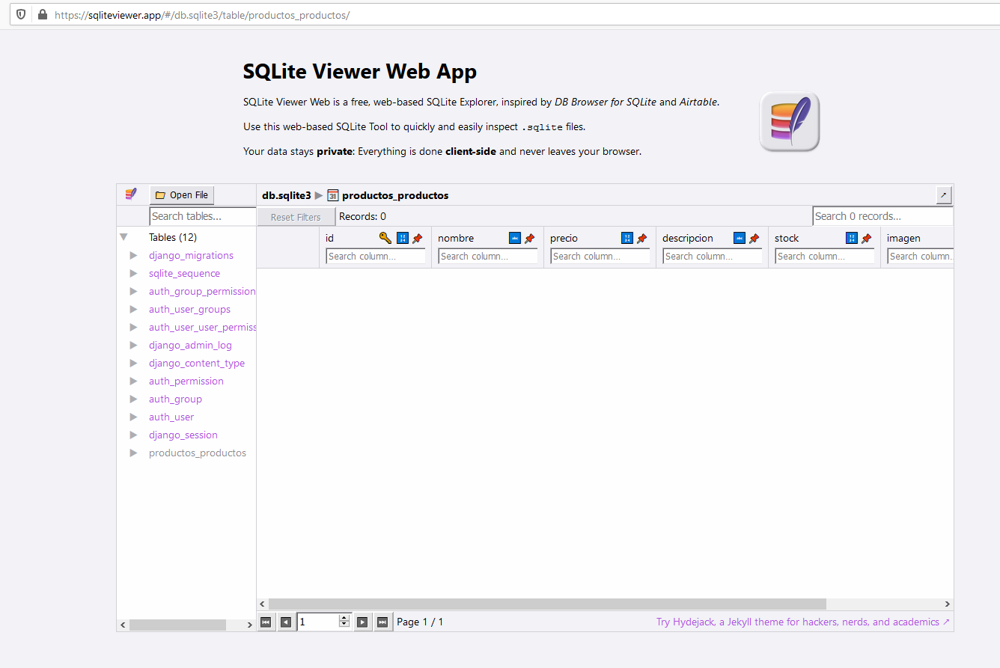 https://sqliteviewer.app/#/db.sqlite3/table/productos_productos/
SQLite Viewer Web App
SQLite Viewer Web is a free, web-based SQLite Explorer, inspired by DB Browser for SQLite and Airtable.
Use this web-based SQLite Tool to quickly and easily inspect .sqlite files.
Your data stays private: Everything is done client-side and never leaves your browser.
Open File
db.sqlite3 productos_productos
Search tables...
Reset Filters Records: 0 Search 0 records...
Tables (12)
django_migrations
sqlite_sequence
auth_group_permission
auth_user_groups
auth_user_user_permiss
django_admin_log
django_content_type
auth_permission
auth_group
auth_user
django_session
productos_productos
id nombre precio descripcion stock imagen
Search column... Search column... Search column... Search column... Search column... Search column.
1 Page 1 / 1
Try Hydejack, a Jekyll theme for hackers, nerds, and academics ↗